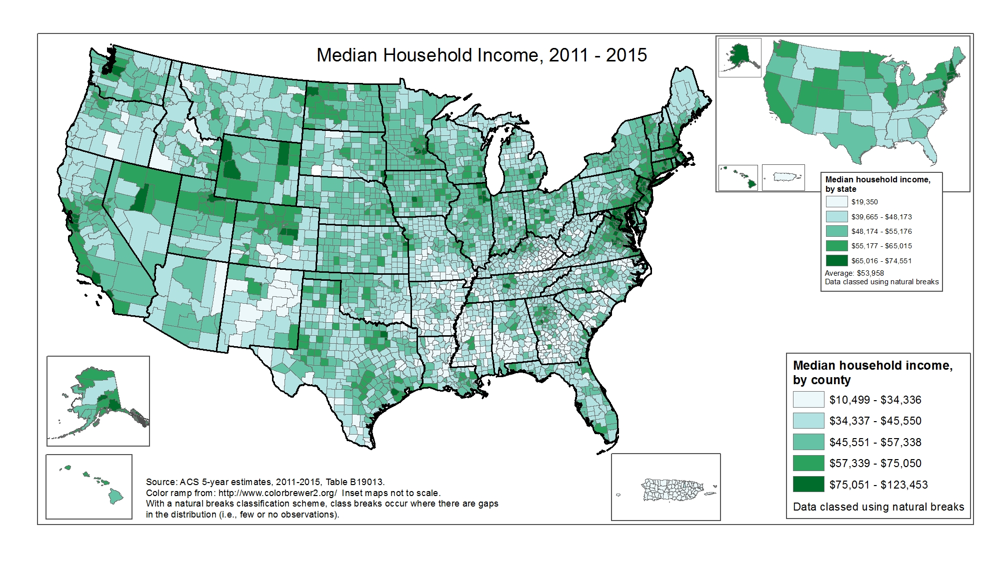 Median Household Income, 2011 - 2015
Median household income,
by state
$19,350
$39,665 - $48,173
$48,174 - $55,176
$55,177 - $65,015
$65,016 - $74,551
Average: $53,958
Data classed using natural breaks
Median household income,
by county
$10,499 - $34,336
$34,337 - $45,550
$45,551 - $57,338
$57,339 - $75,050
$75,051 - $123,453
Data classed using natural breaks
Source: ACS 5-year estimates, 2011-2015, Table B19013.
Color ramp from: http://www.colorbrewer2.org/  Inset maps not to scale.
With a natural breaks classification scheme, class breaks occur where there are gaps
in the distribution (i.e., few or no observations).